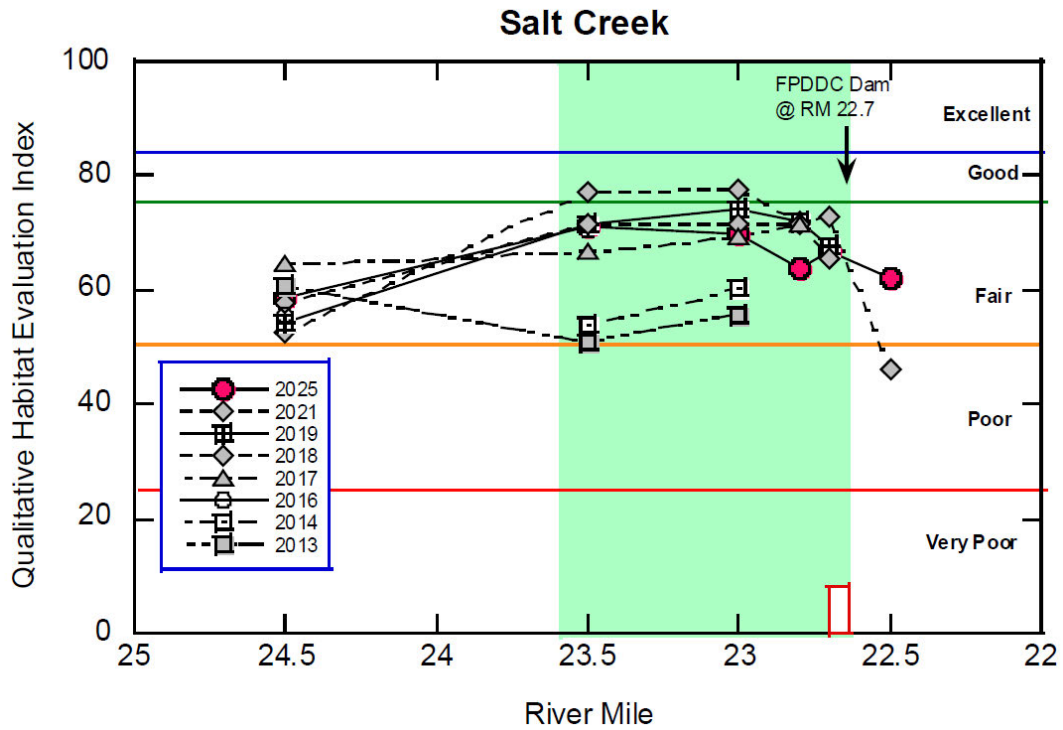 Salt Creek
Qualitative Habitat Evaluation Index
100
80
60
40
20
0
FPDDC Dam
@ RM 22.7
Excellent
Good
Fair
Poor
Very Poor
2025
2021
2019
2018
2017
2016
2014
2013
25
24.5
24
23.5
23
22.5
22
River Mile